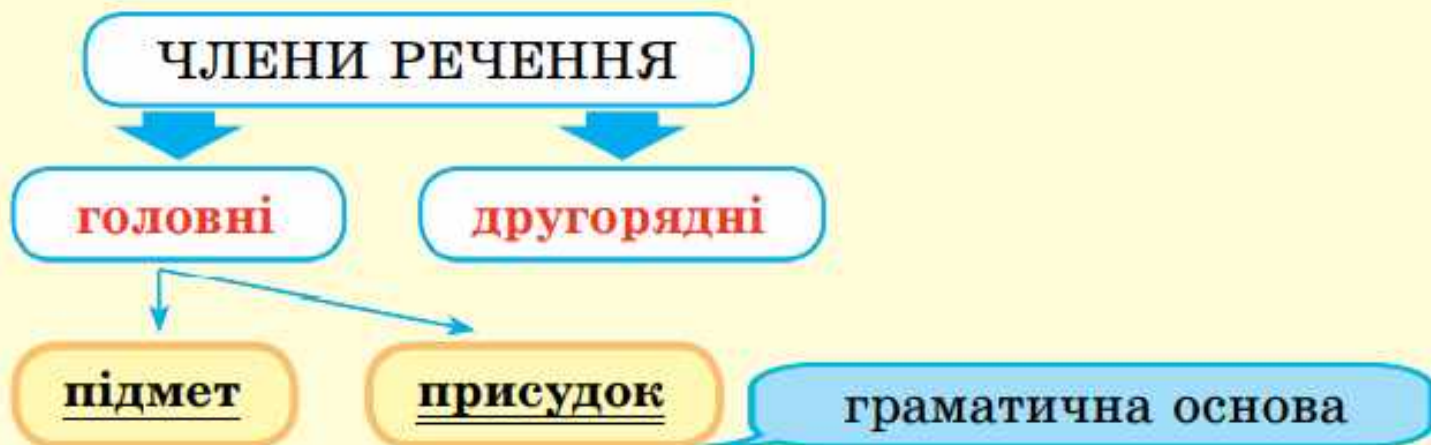 ЧЛЕНИ РЕЧЕННЯ
головні другорядні
підмет присудок граматична основа